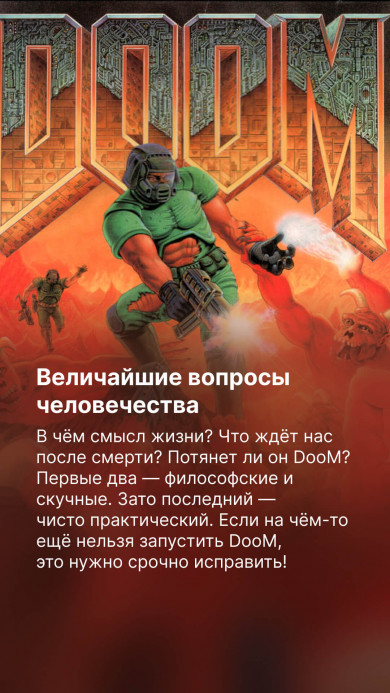 DOOM
Величайшие вопросы
человечества
В чём смысл жизни? Что ждёт нас
после смерти? Потянет ли он DooM?
Первые два — философские и
скучные. Зато последний —
чисто практический. Если на чём-то
ещё нельзя запустить DooM,
это нужно срочно исправить!